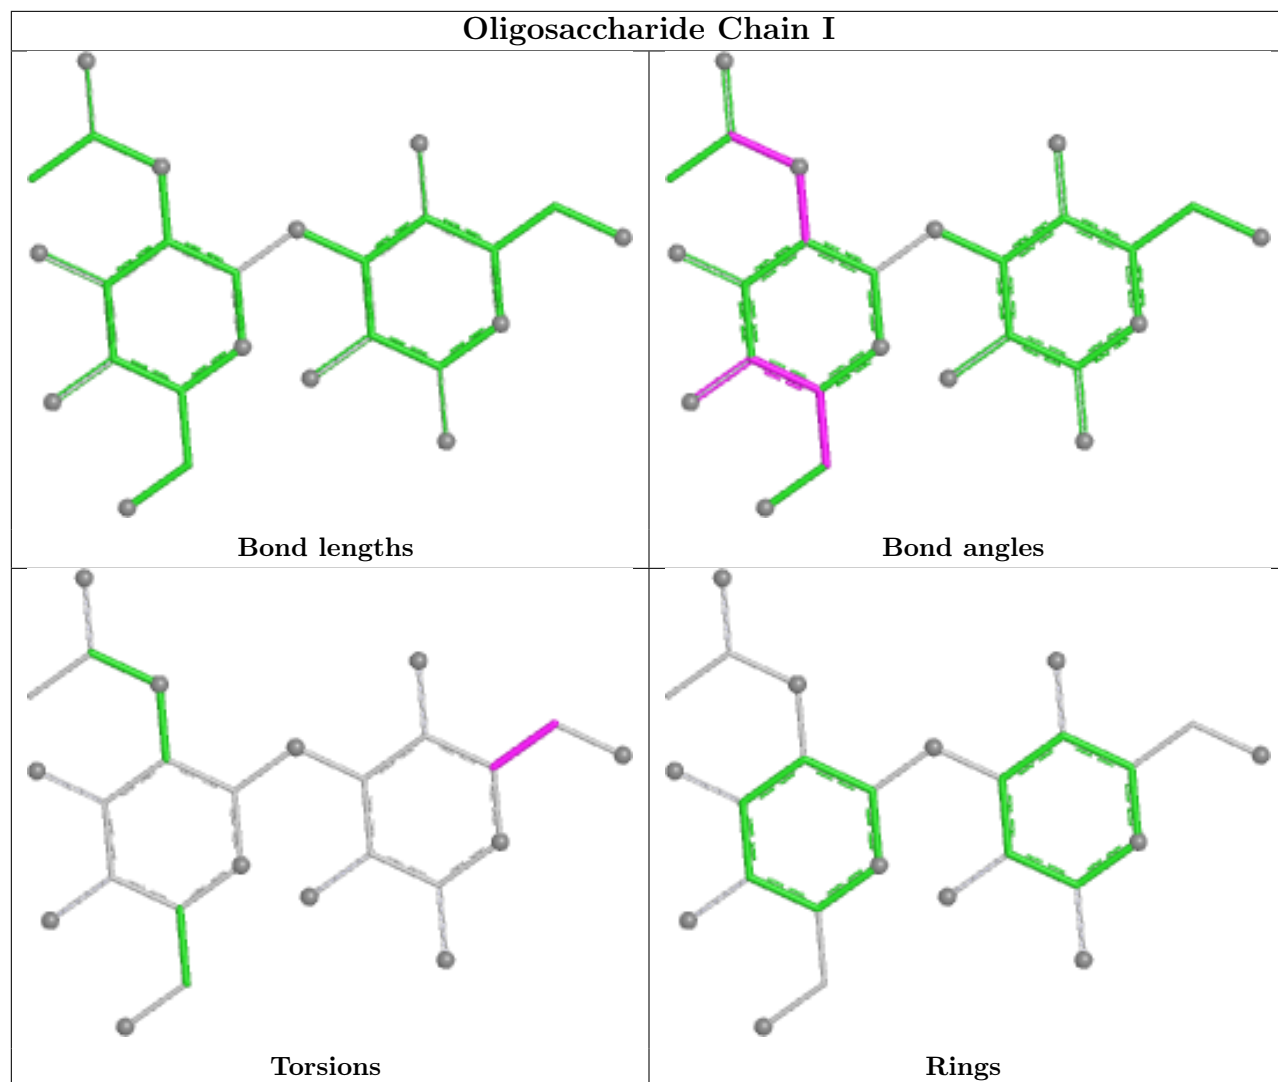 Oligosaccharide Chain I
Bond lengths
Bond angles
Torsions
Rings